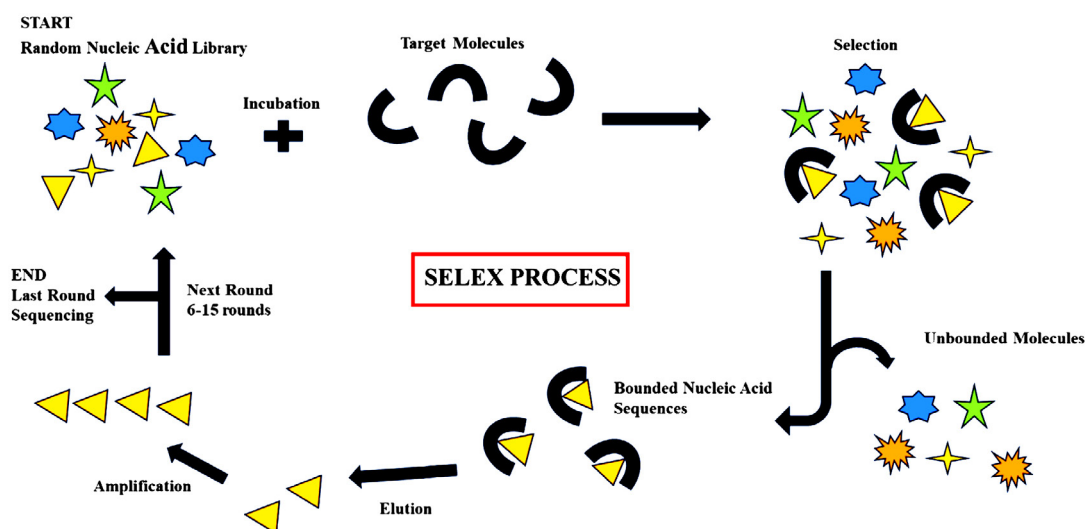 START
Random Nucleic Acid Library
Incubation
Target Molecules
Selection
SELEX PROCESS
END
Last Round
Sequencing
Next Round
6-15 rounds
Unbounded Molecules
Bounded Nucleic Acid
Sequences
Amplification
Elution